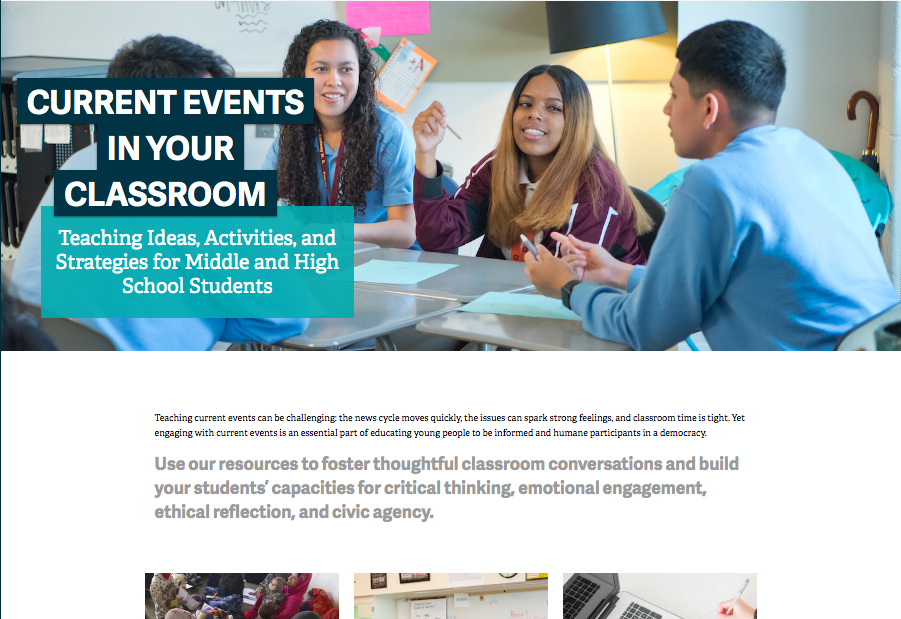 CURRENT EVENTS
IN YOUR
CLASSROOM
Teaching Ideas, Activities, and
Strategies for Middle and High
School Students
Teaching current events can be challenging: the news cycle moves quickly, the issues can spark strong feelings, and classroom time is tight. Yet
engaging with current events is an essential part of educating young people to be informed and humane participants in a democracy.
Use our resources to foster thoughtful classroom conversations and build
your students’ capacities for critical thinking, emotional engagement,
ethical reflection, and civic agency.